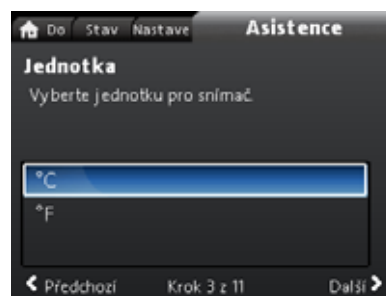 Do Stav Nastave Asistence
Jednotka
Vyberte jednotku pro snímač.
°C
°F
Předchozí Krok 3 z 11 Další